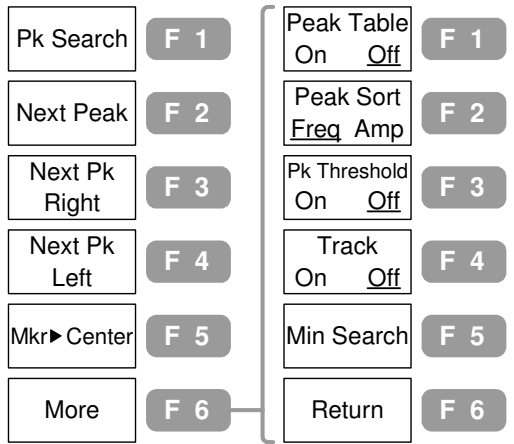 Pk Search
F 1
Next Peak
F 2
Next Pk
Right
F 3
Next Pk
Left
F 4
Mkr▶Center
F 5
More
F 6
Peak Table
On Off
F 1
Peak Sort
Freq Amp
F 2
Pk Threshold
On Off
F 3
Track
On Off
F 4
Min Search
F 5
Return
F 6